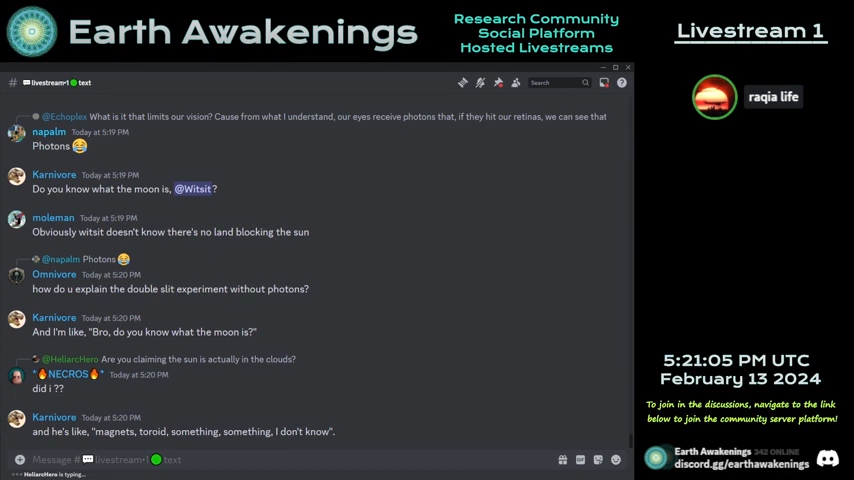 Earth Awakenings
Research Community
Social Platform
Hosted Livestreams
Livestream 1
# livestream•1 text
Search
@Echoplex What is it that limits our vision? Cause from what I understand, our eyes receive photons that, if they hit our retinas, we can see that
napalm Today at 5:19 PM
Photons 😂
Karnivore Today at 5:19 PM
Do you know what the moon is, @Witsit?
moleman Today at 5:19 PM
Obviously witsit doesn't know there's no land blocking the sun
@napalm Photons 😂
Omnivore Today at 5:20 PM
how do u explain the double slit experiment without photons?
Karnivore Today at 5:20 PM
And I'm like, "Bro, do you know what the moon is?"
@HeliarcHero Are you claiming the sun is actually in the clouds?
*🔥NECROS🔥* Today at 5:20 PM
did i ??
Karnivore Today at 5:20 PM
and he's like, "magnets, toroid, something, something, I don't know".
Message # livestream•1 text
GIF
HeliarcHero is typing...
raqia life
5:21:05 PM UTC
February 13 2024
To join in the discussions, navigate to the link
below to join the community server platform!
Earth Awakenings 342 ONLINE
discord.gg/earthawakenings